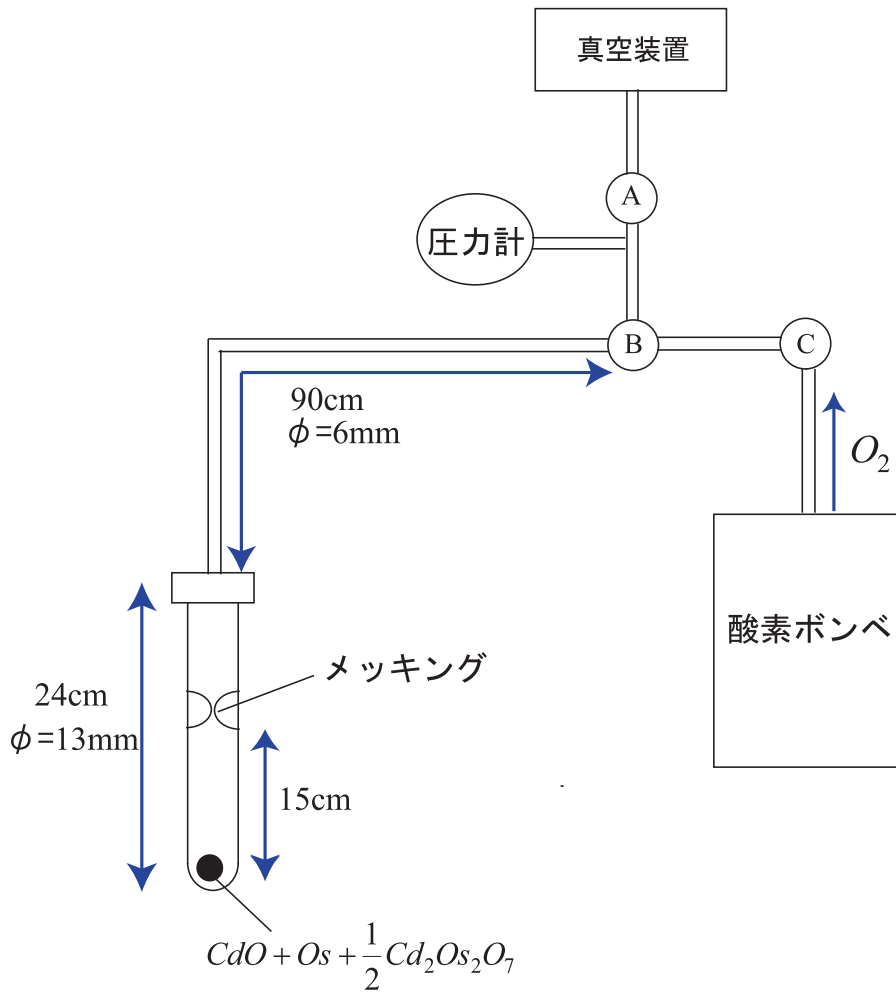 真空装置
A
圧力計
B
C
90cm
ϕ=6mm
O₂
酸素ボンベ
メッキング
24cm
ϕ=13mm
15cm
CdO + Os + 1/2 Cd₂Os₂O₇